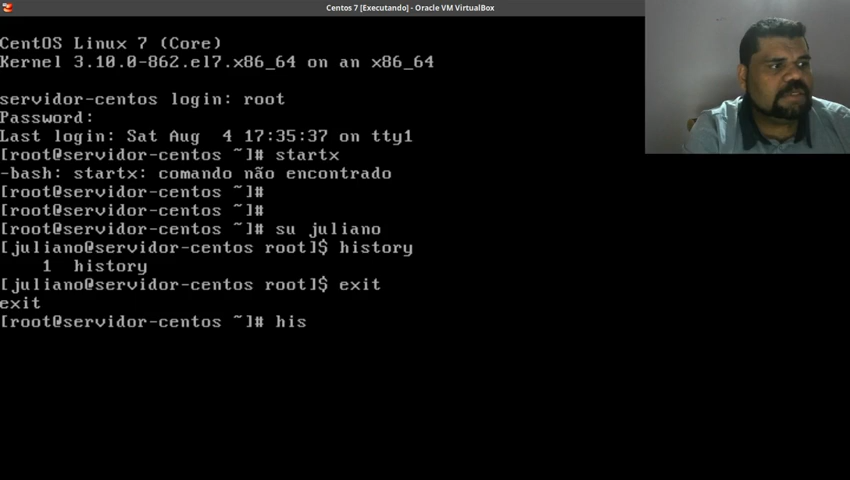 Centos 7 [Executando] - Oracle VM VirtualBox
CentOS Linux 7 (Core)
Kernel 3.10.0-862.el7.x86_64 on an x86_64
servidor-centos login: root
Password:
Last login: Sat Aug  4 17:35:37 on tty1
[root@servidor-centos ~]# startx
-bash: startx: comando não encontrado
[root@servidor-centos ~]#
[root@servidor-centos ~]#
[root@servidor-centos ~]# su juliano
[juliano@servidor-centos root]$ history
    1  history
[juliano@servidor-centos root]$ exit
exit
[root@servidor-centos ~]# his